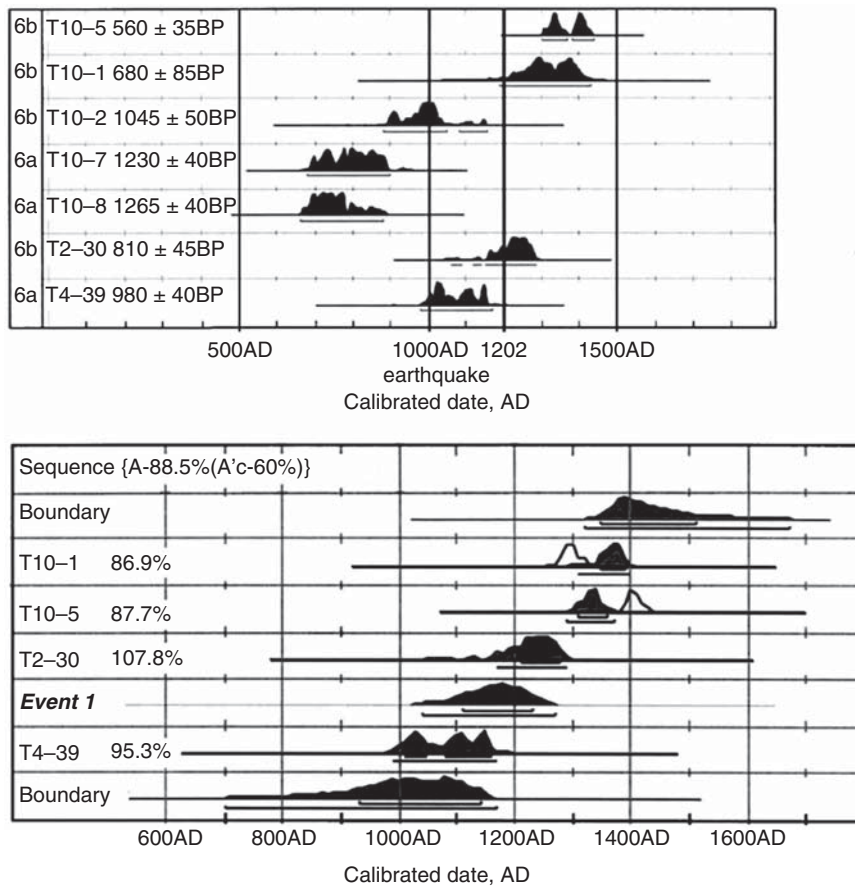 6b T10–5 560 ± 35BP
6b T10–1 680 ± 85BP
6b T10–2 1045 ± 50BP
6a T10–7 1230 ± 40BP
6a T10–8 1265 ± 40BP
6b T2–30 810 ± 45BP
6a T4–39 980 ± 40BP
500AD 1000AD 1202 1500AD
earthquake
Calibrated date, AD
Sequence {A-88.5%(A'c-60%)}
Boundary
T10–1 86.9%
T10–5 87.7%
T2–30 107.8%
Event 1
T4–39 95.3%
Boundary
600AD 800AD 1000AD 1200AD 1400AD 1600AD
Calibrated date, AD